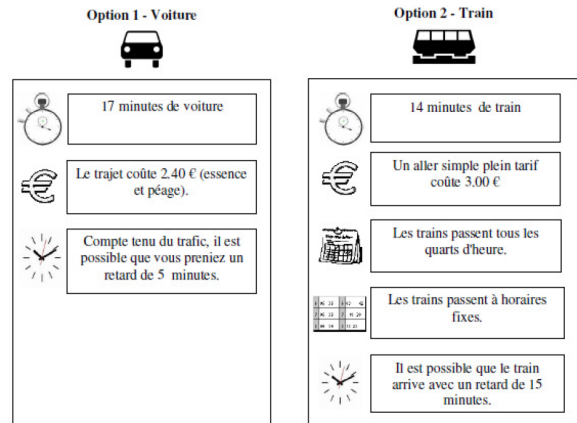 Option 1 - Voiture
17 minutes de voiture
Le trajet coûte 2.40 € (essence
et péage).
Compte tenu du trafic, il est
possible que vous preniez un
retard de 5 minutes.
Option 2 - Train
14 minutes de train
Un aller simple plein tarif
coûte 3.00 €
Les trains passent tous les
quarts d'heure.
Les trains passent à horaires
fixes.
Il est possible que le train
arrive avec un retard de 15
minutes.